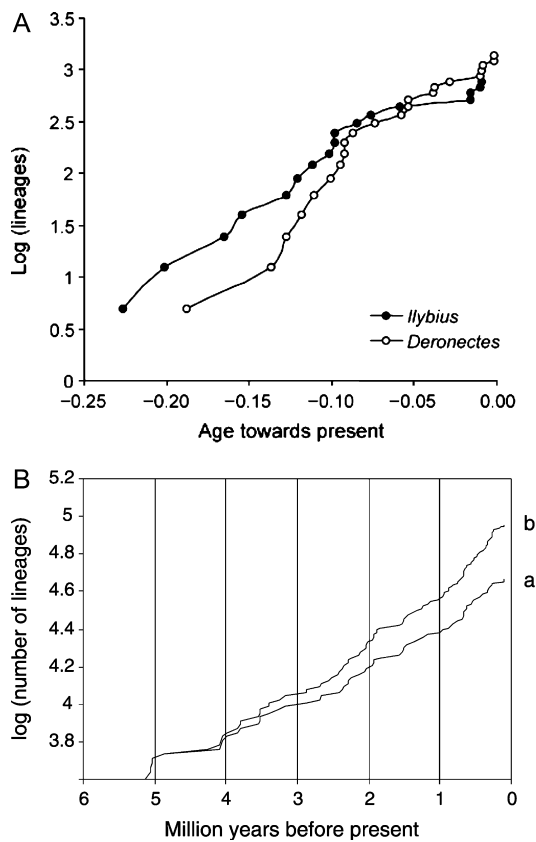 A
3.5
3
2.5
2
1.5
1
0.5
0
Log (lineages)
Ilybius
Deronectes
−0.25 −0.20 −0.15 −0.10 −0.05 0.00
Age towards present
B
5.2
5
4.8
4.6
4.4
4.2
4
3.8
log (number of lineages)
b
a
6 5 4 3 2 1 0
Million years before present